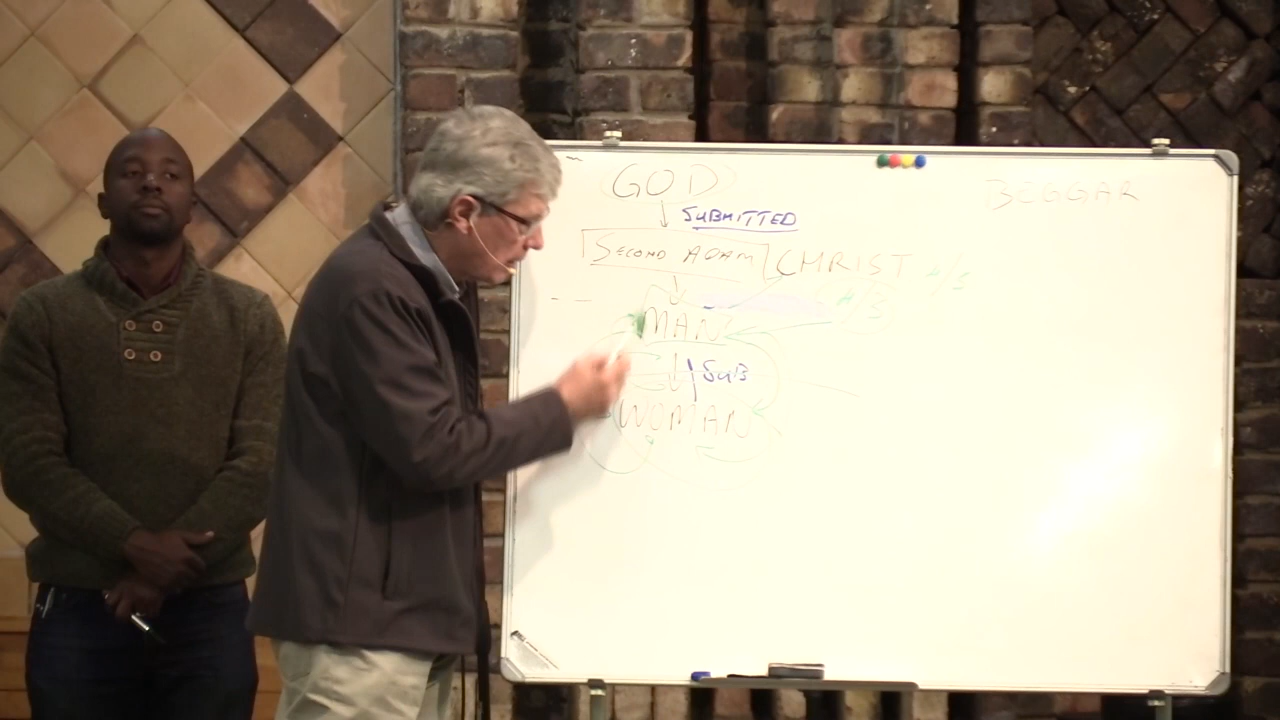 GOD
BEGGAR
SUBMITTED
SECOND ADAM CHRIST
MAN
SUB
WOMAN